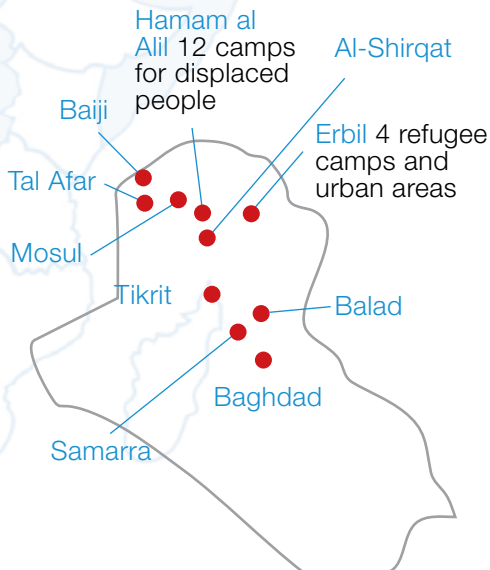 Hamam al
Alil 12 camps
for displaced
people
Al-Shirqat
Baiji
Erbil 4 refugee
camps and
urban areas
Tal Afar
Mosul
Tikrit
Balad
Baghdad
Samarra